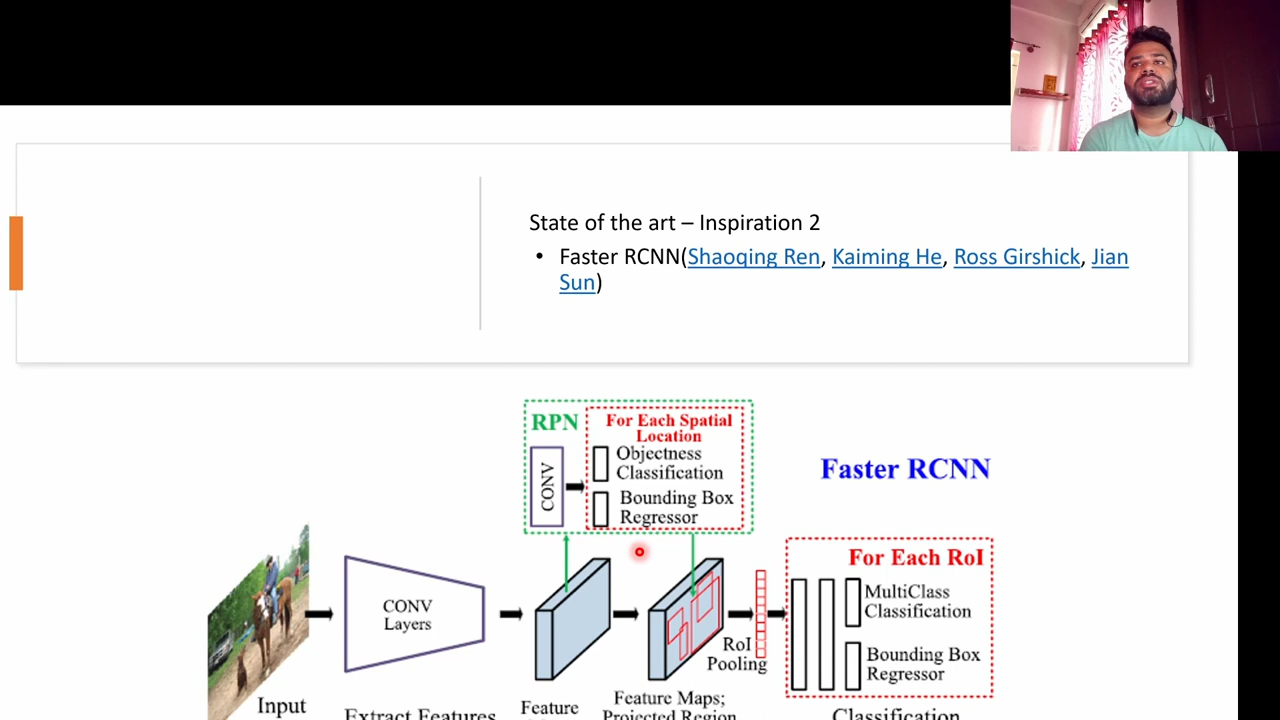 State of the art – Inspiration 2
• Faster RCNN(Shaoqing Ren, Kaiming He, Ross Girshick, Jian
Sun)
RPN
For Each Spatial
Location
CONV
Objectness
Classification
Bounding Box
Regressor
Faster RCNN
For Each RoI
CONV
Layers
MultiClass
Classification
RoI
Pooling
Bounding Box
Regressor
Input
Extract Features
Feature
Feature Maps;
Projected Region
Classification